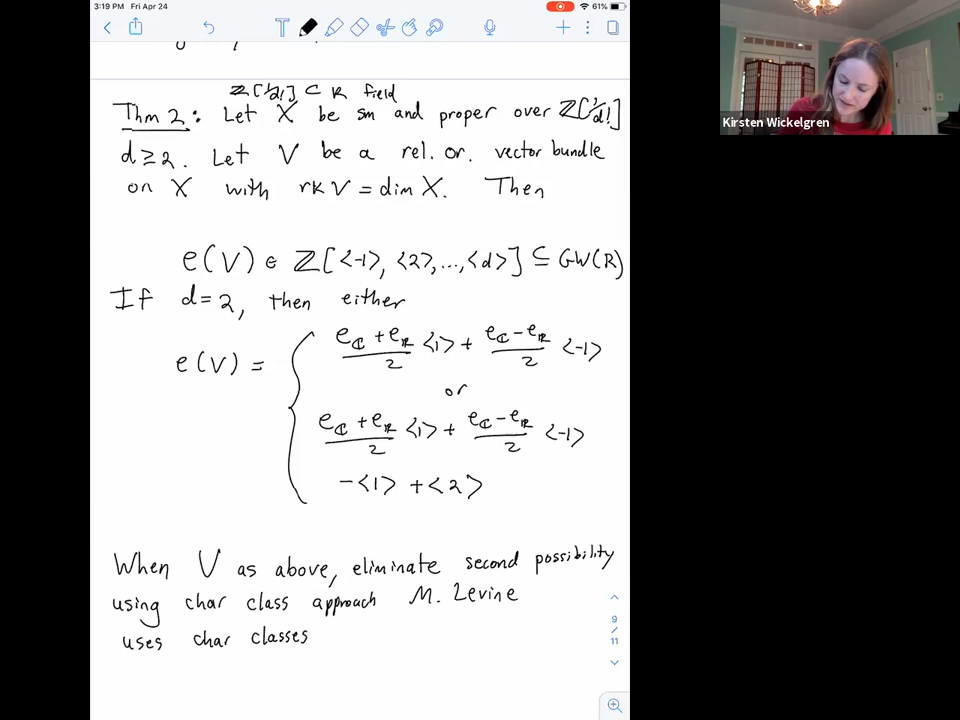 3:19 PM Fri Apr 24
61%
ℤ[1/d!] ⊂ k field
Thm 2: Let X be sm and proper over ℤ[1/d!]
d ≥ 2. Let V be a rel. or. vector bundle
on X with rk V = dim X. Then
e(V) ∈ ℤ[<-1>, <2>, ..., <d>] ⊆ GW(k)
If d=2, then either
e(V) = { (e_ℂ + e_ℝ)/2 <1> + (e_ℂ - e_ℝ)/2 <-1>
or
(e_ℂ + e_ℝ)/2 <1> + (e_ℂ - e_ℝ)/2 <-1>
- <1> + <2>
When V as above, eliminate second possibility
using char class approach M. Levine
uses char classes
9
/
11
Kirsten Wickelgren